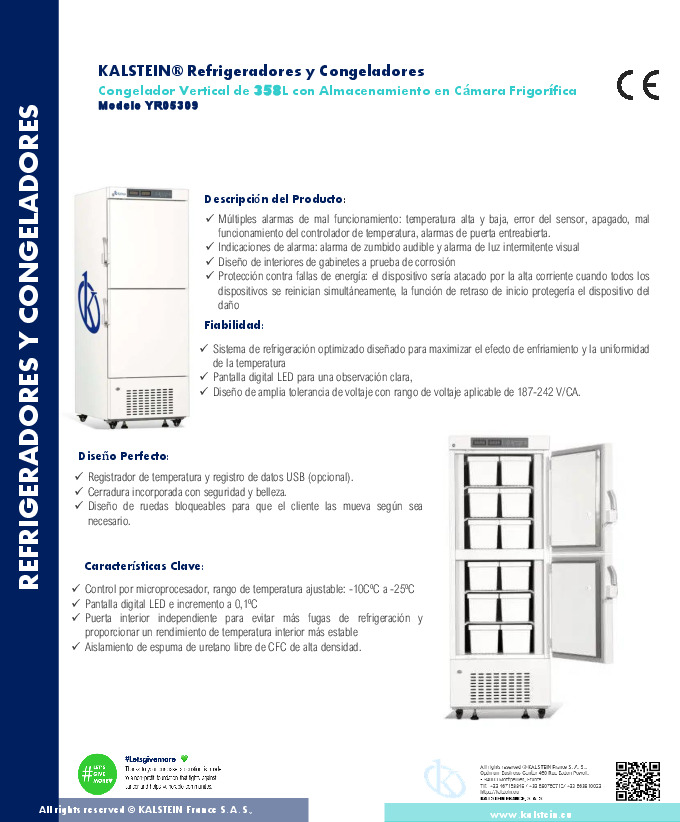 REFRIGERADORES Y CONGELADORES
KALSTEIN® Refrigeradores y Congeladores
Congelador Vertical de 358L con Almacenamiento en Cámara Frigorífica
Modelo YR05309
CE
Descripción del Producto:
✓ Múltiples alarmas de mal funcionamiento: temperatura alta y baja, error del sensor, apagado, mal
funcionamiento del controlador de temperatura, alarmas de puerta entreabierta.
✓ Indicaciones de alarma: alarma de zumbido audible y alarma de luz intermitente visual
✓ Diseño de interiores de gabinetes a prueba de corrosión
✓ Protección contra fallas de energía: el dispositivo sería atacado por la alta corriente cuando todos los
dispositivos se reinician simultáneamente, la función de retraso de inicio protegería el dispositivo del
daño
Fiabilidad:
✓ Sistema de refrigeración optimizado diseñado para maximizar el efecto de enfriamiento y la uniformidad
de la temperatura
✓ Pantalla digital LED para una observación clara,
✓ Diseño de amplia tolerancia de voltaje con rango de voltaje aplicable de 187-242 V/CA.
Diseño Perfecto:
✓ Registrador de temperatura y registro de datos USB (opcional).
✓ Cerradura incorporada con seguridad y belleza.
✓ Diseño de ruedas bloqueables para que el cliente las mueva según sea
necesario.
Características Clave:
✓ Control por microprocesador, rango de temperatura ajustable: -10CºC a -25ºC
✓ Pantalla digital LED e incremento a 0,1ºC
✓ Puerta interior independiente para evitar más fugas de refrigeración y
proporcionar un rendimiento de temperatura interior más estable
✓ Aislamiento de espuma de uretano libre de CFC de alta densidad.
#LET'S
GIVE
MORE
#Letsgivemore
All rights reserved ©KALSTEIN France S. A. S.,
KALSTEIN FRANCE, S. A. S
All rights reserved © KALSTEIN France S. A. S.,
www.kalstein.eu